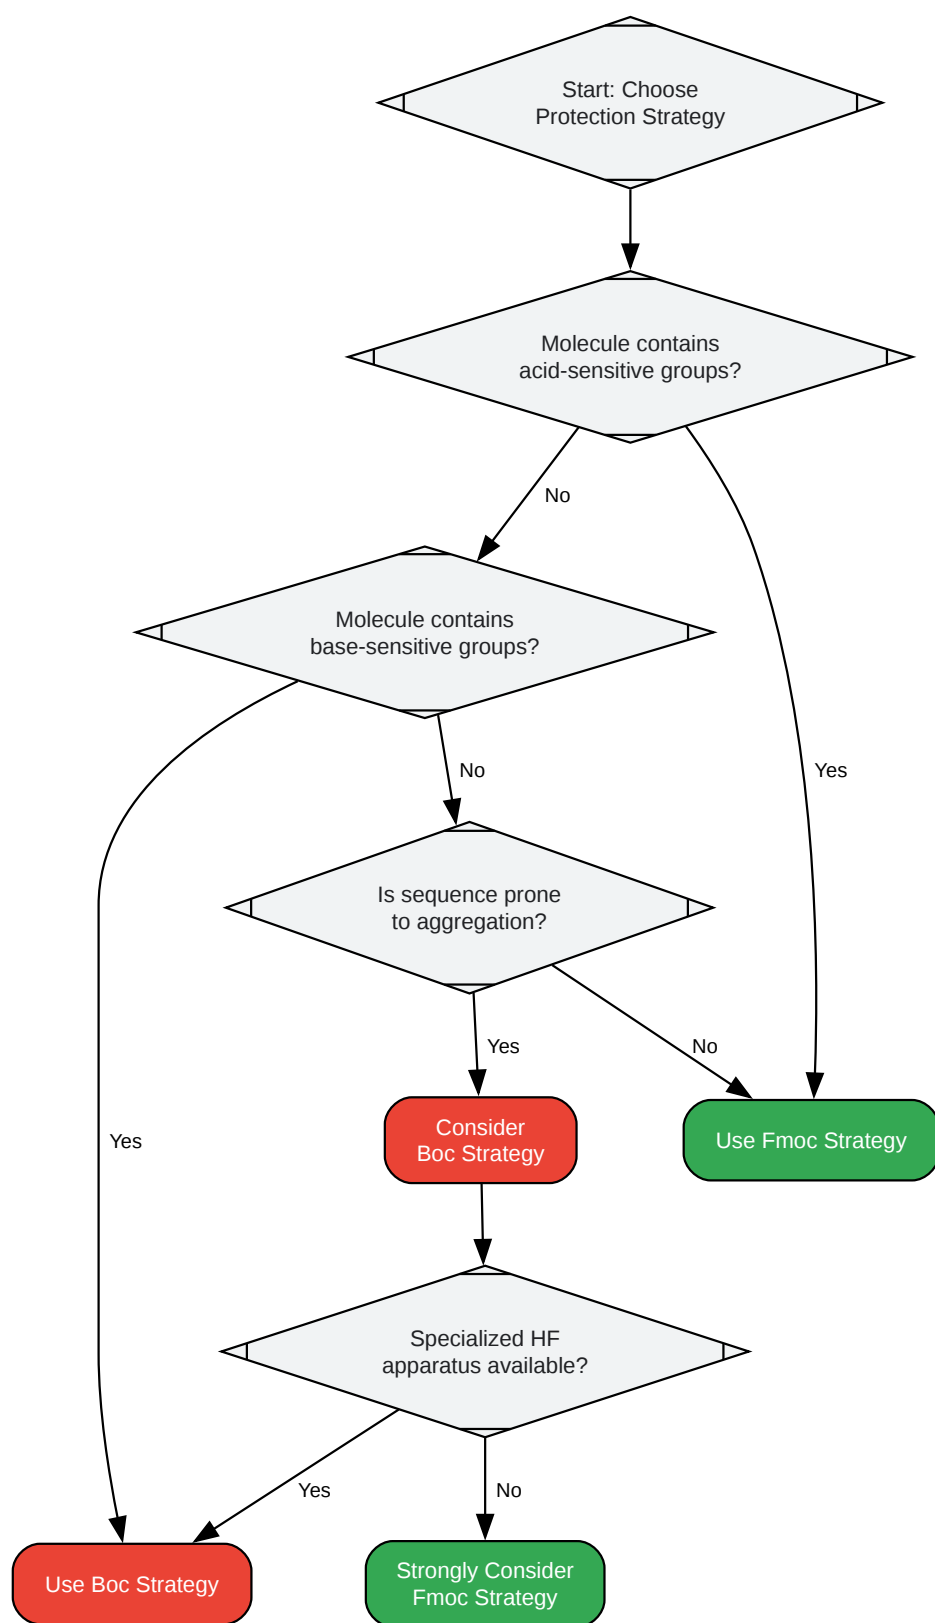 Start: Choose
Protection Strategy
Molecule contains
acid-sensitive groups?
No
Molecule contains
base-sensitive groups?
Yes
No
Is sequence prone
to aggregation?
Yes
No
Consider
Boc Strategy
Use Fmoc Strategy
Yes
Specialized HF
apparatus available?
Yes
No
Use Boc Strategy
Strongly Consider
Fmoc Strategy